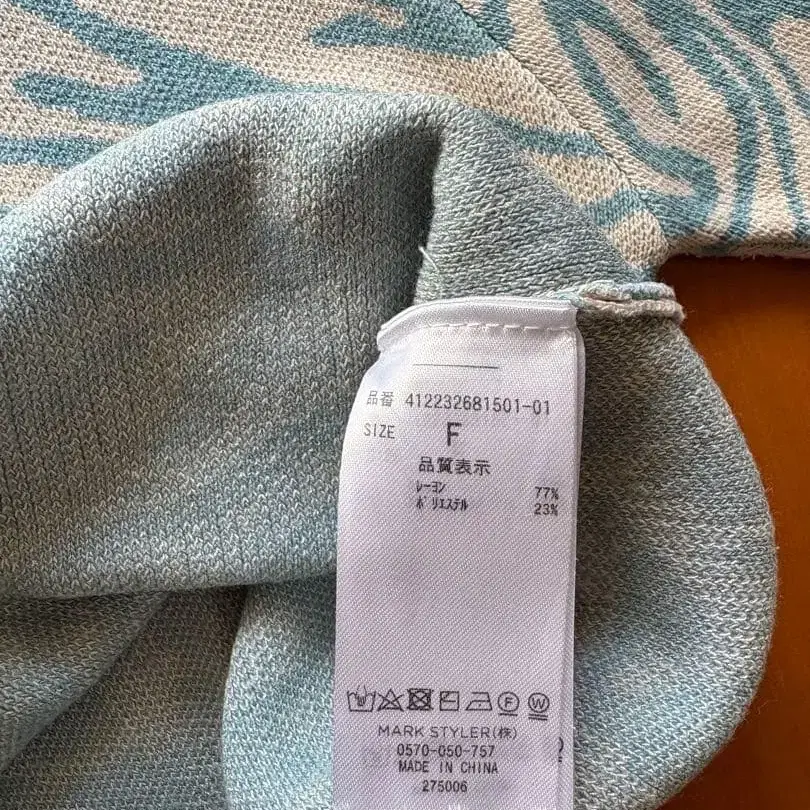 品番 412232681501-01
SIZE F
品質表示
レーヨン 77%
ポリエステル 23%
F W
MARK STYLER(株)
0570-050-757
MADE IN CHINA
275006